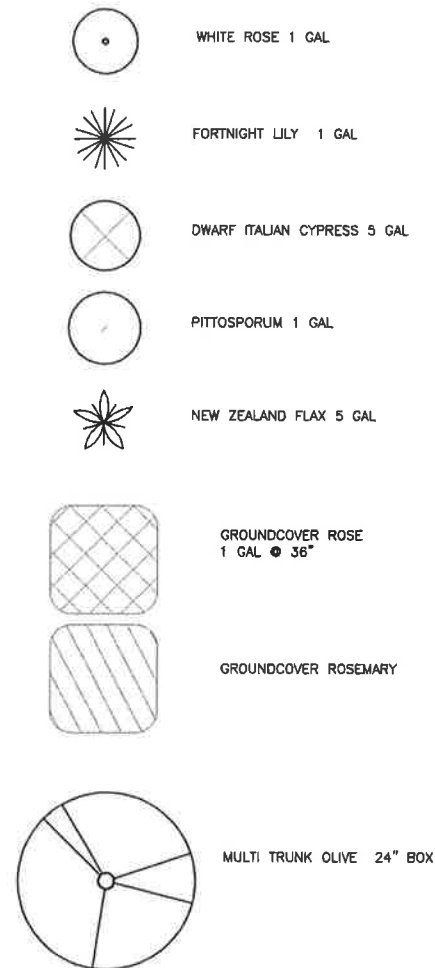 WHITE ROSE 1 GAL
FORTNIGHT LILY 1 GAL
DWARF ITALIAN CYPRESS 5 GAL
PITTOSPORUM 1 GAL
NEW ZEALAND FLAX 5 GAL
GROUNDCOVER ROSE
1 GAL @ 36"
GROUNDCOVER ROSEMARY
MULTI TRUNK OLIVE 24" BOX